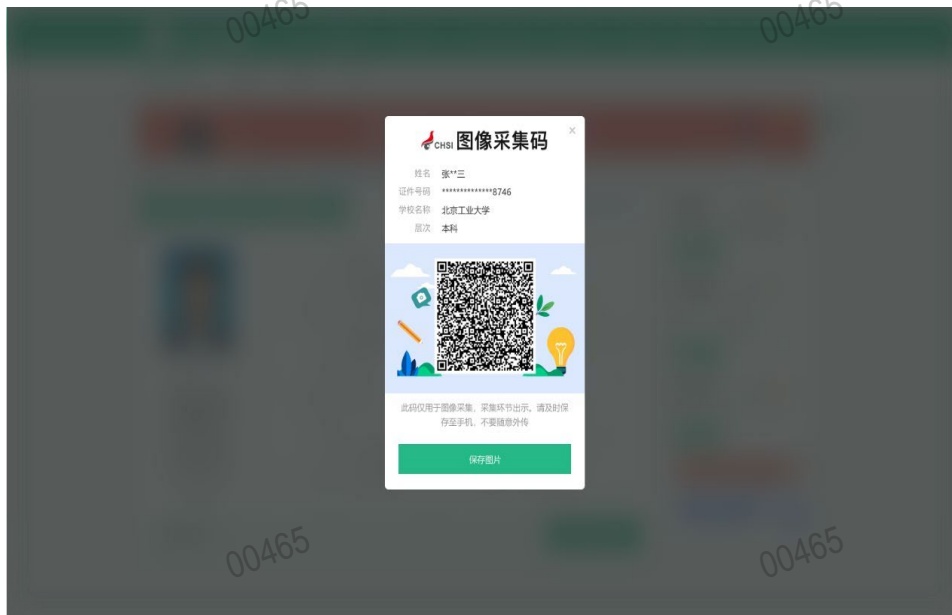 00465
00465
CHSI 图像采集码
×
姓名 张**三
证件号码 **************8746
学校名称 北京工业大学
层次 本科
此码仅用于图像采集，采集环节出示。请及时保
存至手机，不要随意外传
保存图片
00465
00465